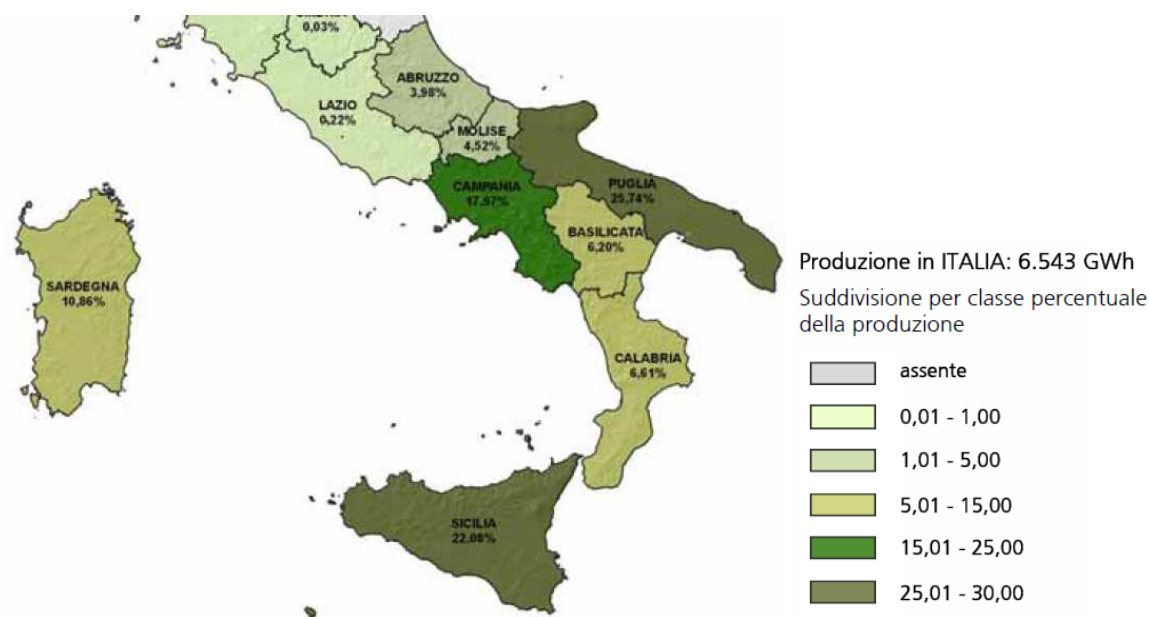 0,03%
ABRUZZO
3,98%
LAZIO
0,22%
MOLISE
4,52%
CAMPANIA
17,97%
PUGLIA
25,74%
BASILICATA
6,20%
SARDEGNA
10,86%
CALABRIA
6,61%
SICILIA
22,08%
Produzione in ITALIA: 6.543 GWh
Suddivisione per classe percentuale
della produzione
assente
0,01 - 1,00
1,01 - 5,00
5,01 - 15,00
15,01 - 25,00
25,01 - 30,00